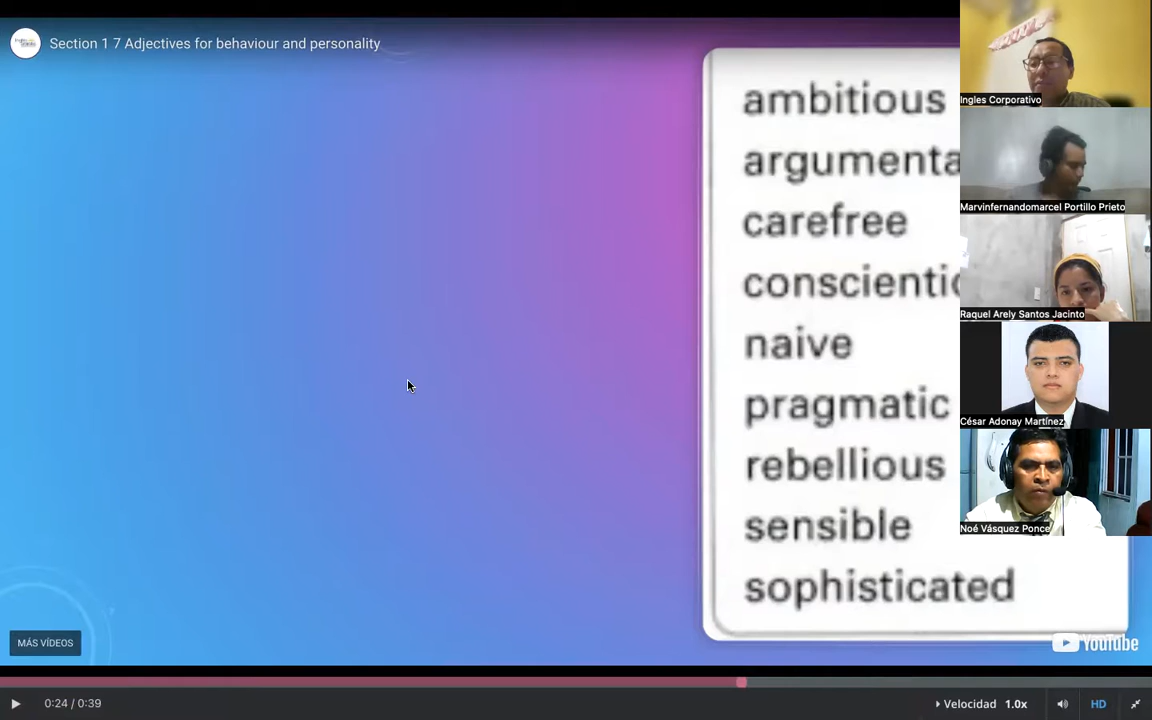 Section 1 7 Adjectives for behaviour and personality
ambitious
argumenta
carefree
conscientio
naive
pragmatic
rebellious
sensible
sophisticated
Ingles Corporativo
Marvinfernandomarcel Portillo Prieto
Raquel Arely Santos Jacinto
César Adonay Martínez
Noé Vásquez Ponce
MÁS VÍDEOS
YouTube
0:24 / 0:39
Velocidad 1.0x
HD